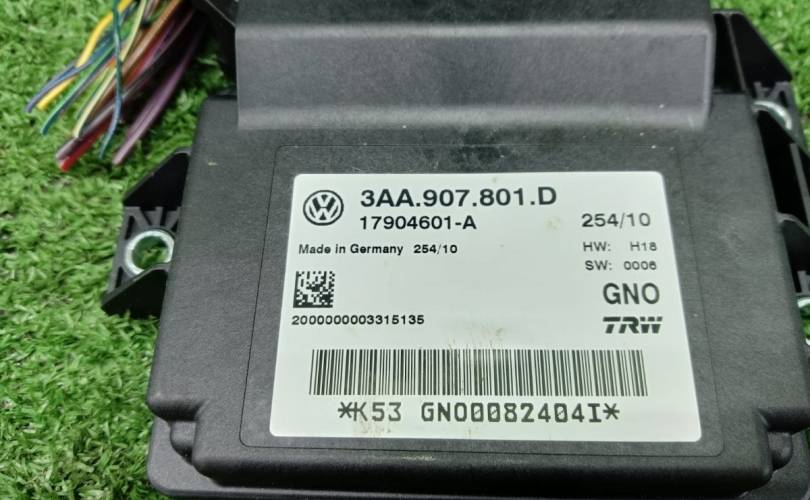 3AA.907.801.D
17904601-A 254/10
Made in Germany 254/10 HW: H18
SW: 0006
GNO
2000000003315135 TRW
*K53 GNO0082404I*